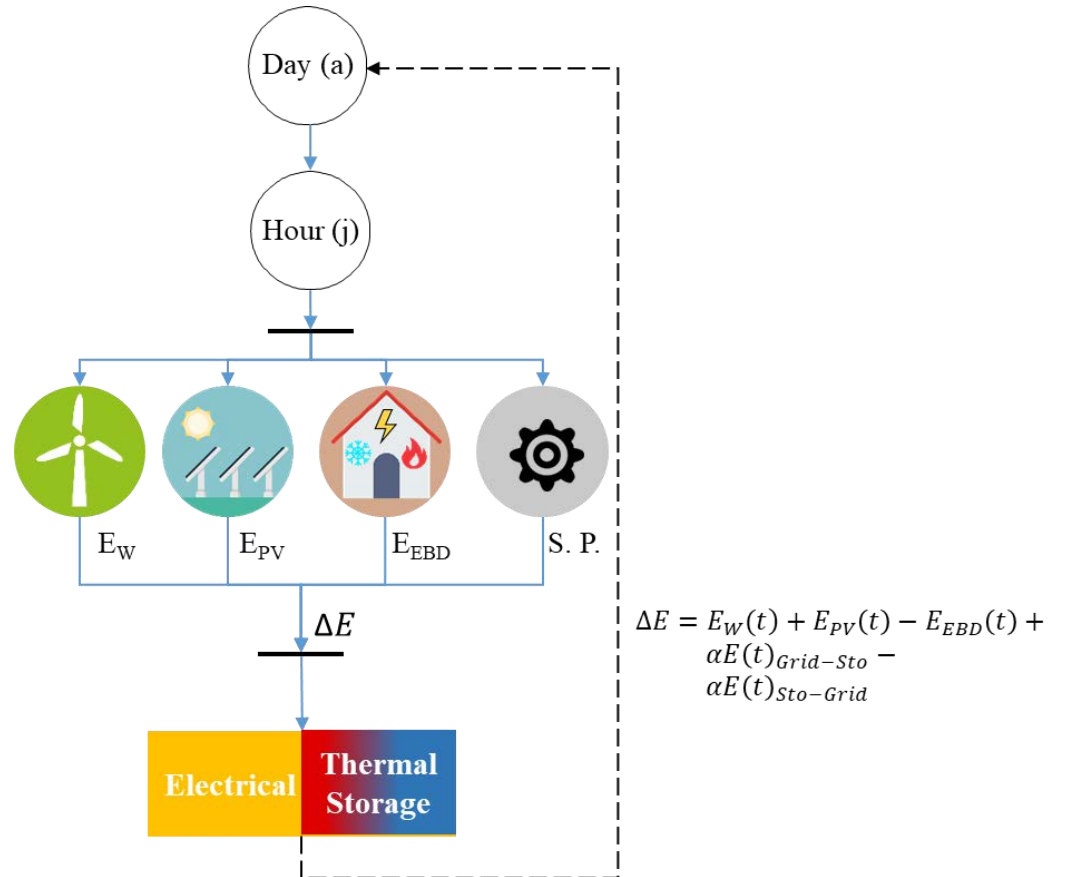 Day (a)
Hour (j)
E_W
E_PV
E_EBD
S. P.
ΔE
ΔE = E_W(t) + E_PV(t) − E_EBD(t) +
αE(t)_Grid−Sto −
αE(t)_Sto−Grid
Electrical
Thermal
Storage